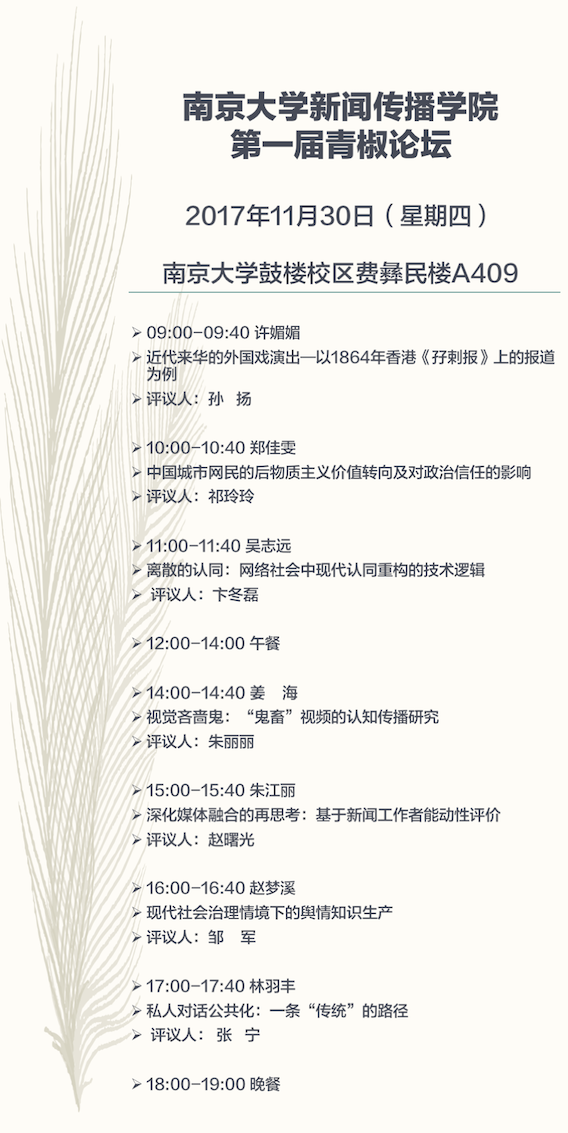 南京大学新闻传播学院
第一届青椒论坛
2017年11月30日（星期四）
南京大学鼓楼校区费彝民楼A409
➢ 09:00-09:40 许媚媚
➢ 近代来华的外国戏演出—以1864年香港《孖剌报》上的报道
为例
➢ 评议人：孙 扬
➢ 10:00-10:40 郑佳雯
➢ 中国城市网民的后物质主义价值转向及对政治信任的影响
➢ 评议人：祁玲玲
➢ 11:00-11:40 吴志远
➢ 离散的认同：网络社会中现代认同重构的技术逻辑
➢ 评议人：卞冬磊
➢ 12:00-14:00 午餐
➢ 14:00-14:40 姜 海
➢ 视觉吝啬鬼：“鬼畜”视频的认知传播研究
➢ 评议人：朱丽丽
➢ 15:00-15:40 朱江丽
➢ 深化媒体融合的再思考：基于新闻工作者能动性评价
➢ 评议人：赵曙光
➢ 16:00-16:40 赵梦溪
➢ 现代社会治理情境下的舆情知识生产
➢ 评议人：邹 军
➢ 17:00-17:40 林羽丰
➢ 私人对话公共化：一条“传统”的路径
➢ 评议人：张 宁
➢ 18:00-19:00 晚餐